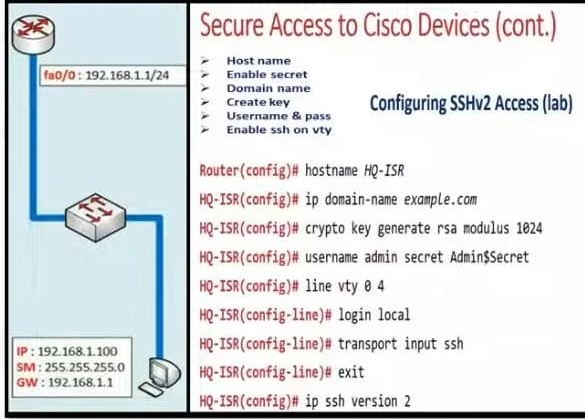 Secure Access to Cisco Devices (cont.)
fa0/0 : 192.168.1.1/24
➢ Host name
➢ Enable secret
➢ Domain name
➢ Create key
➢ Username & pass
➢ Enable ssh on vty
Configuring SSHv2 Access (lab)
Router(config)# hostname HQ-ISR
HQ-ISR(config)# ip domain-name example.com
HQ-ISR(config)# crypto key generate rsa modulus 1024
HQ-ISR(config)# username admin secret Admin$Secret
HQ-ISR(config)# line vty 0 4
HQ-ISR(config-line)# login local
HQ-ISR(config-line)# transport input ssh
HQ-ISR(config-line)# exit
HQ-ISR(config)# ip ssh version 2
IP : 192.168.1.100
SM : 255.255.255.0
GW : 192.168.1.1